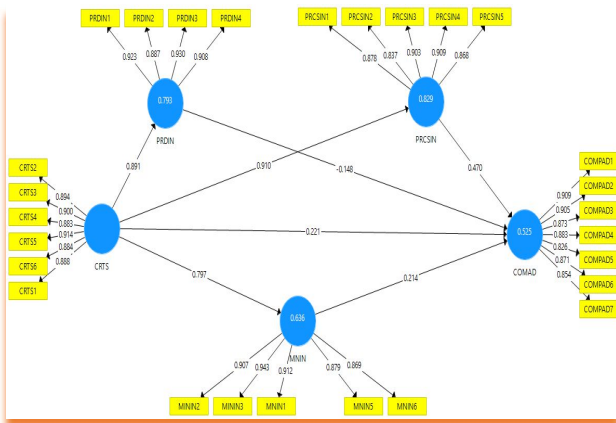 PRDIN1 PRDIN2 PRDIN3 PRDIN4
PRCSIN1 PRCSIN2 PRCSIN3 PRCSIN4 PRCSIN5
0.923 0.887 0.930 0.908
0.878 0.837 0.903 0.909 0.868
0.793
PRDIN
0.829
PRCSIN
0.891
0.910
-0.148
0.470
CRTS2
CRTS3
CRTS4
CRTS5
CRTS6
CRTS1
0.894
0.900
0.883
0.914
0.884
0.888
CRTS
0.221
0.525
COMAD
0.909
0.905
0.873
0.883
0.826
0.871
0.854
COMPAD1
COMPAD2
COMPAD3
COMPAD4
COMPAD5
COMPAD6
COMPAD7
0.797
0.214
0.636
MNIN
0.907 0.943 0.912 0.879 0.869
MNIN2 MNIN3 MNIN1 MNIN5 MNIN6